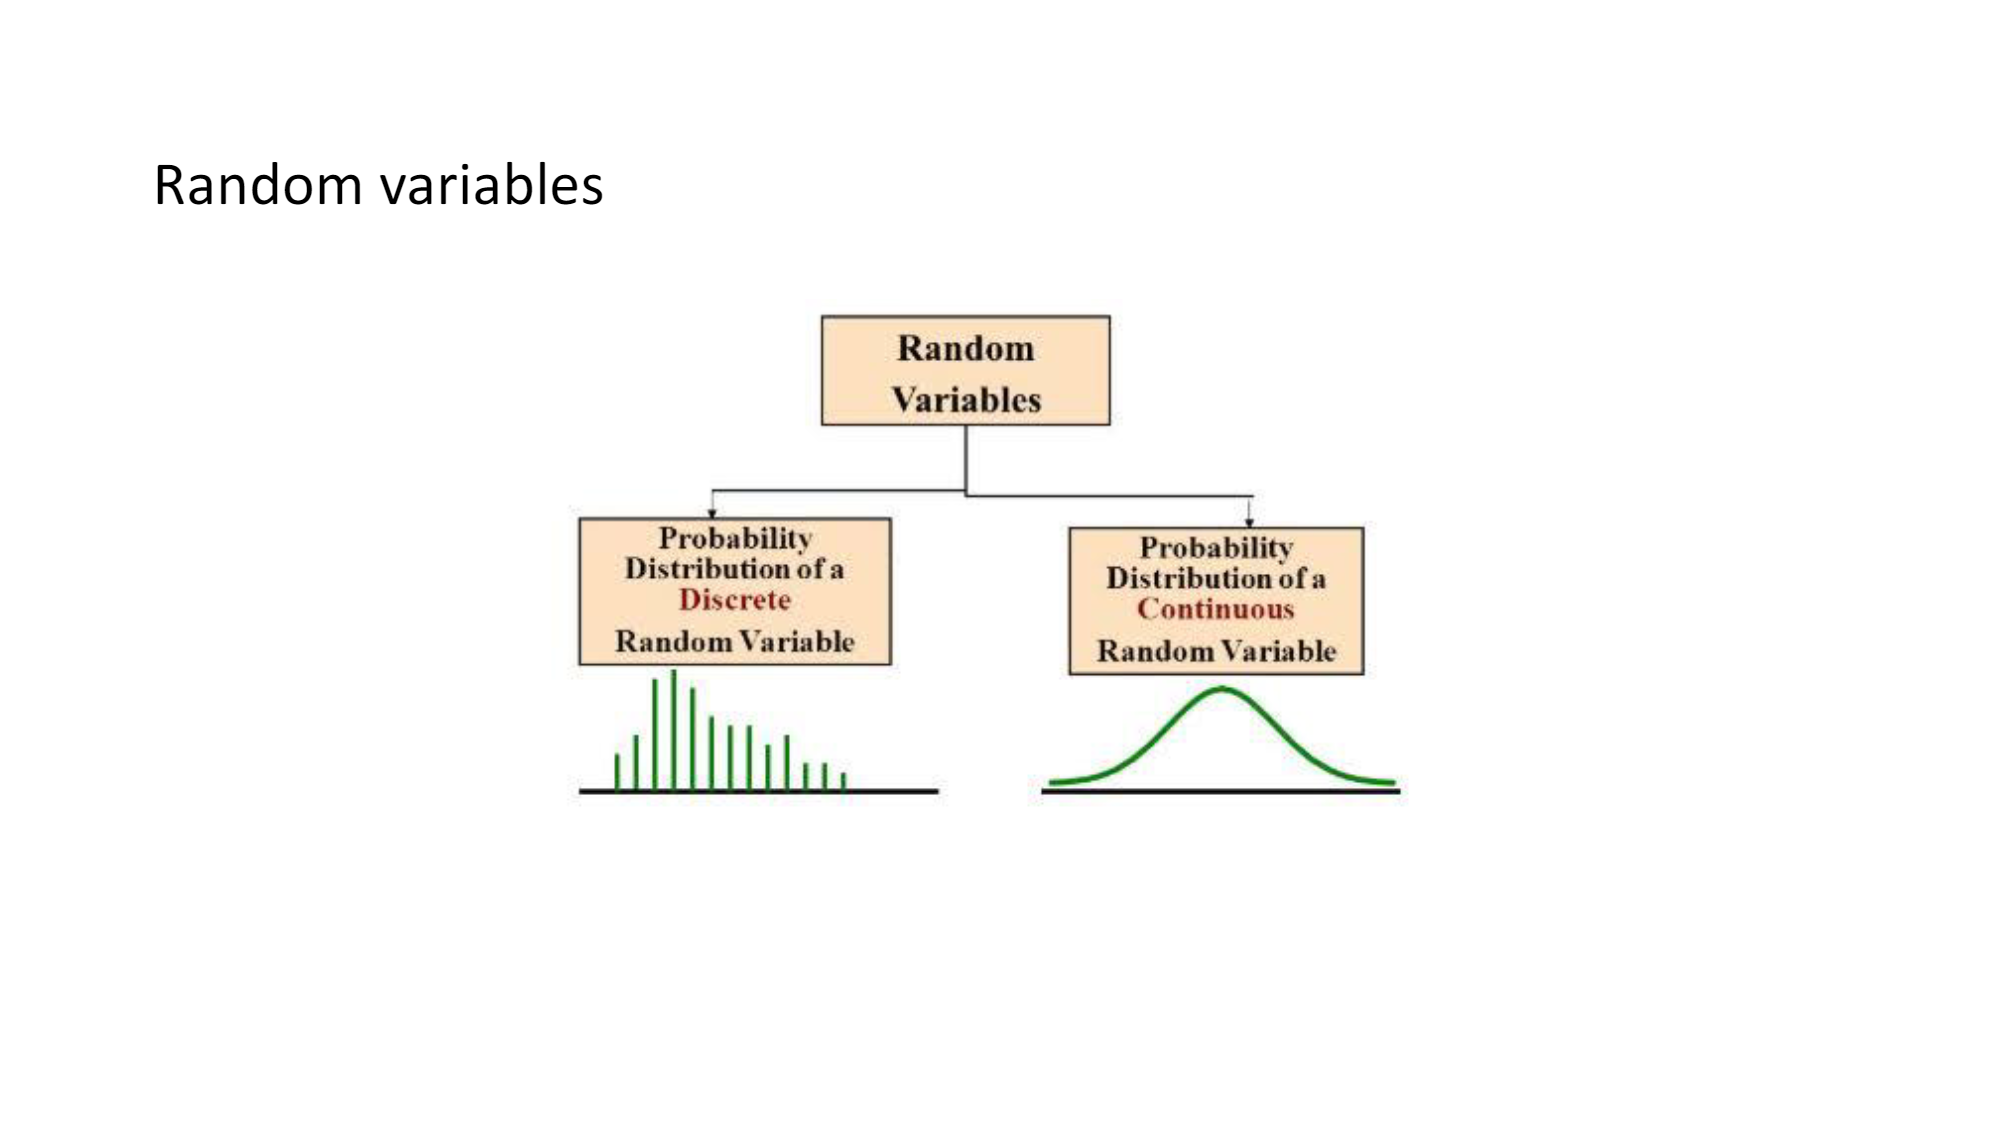 Random variables
Random
Variables
Probability
Distribution of a
Discrete
Random Variable
Probability
Distribution of a
Continuous
Random Variable